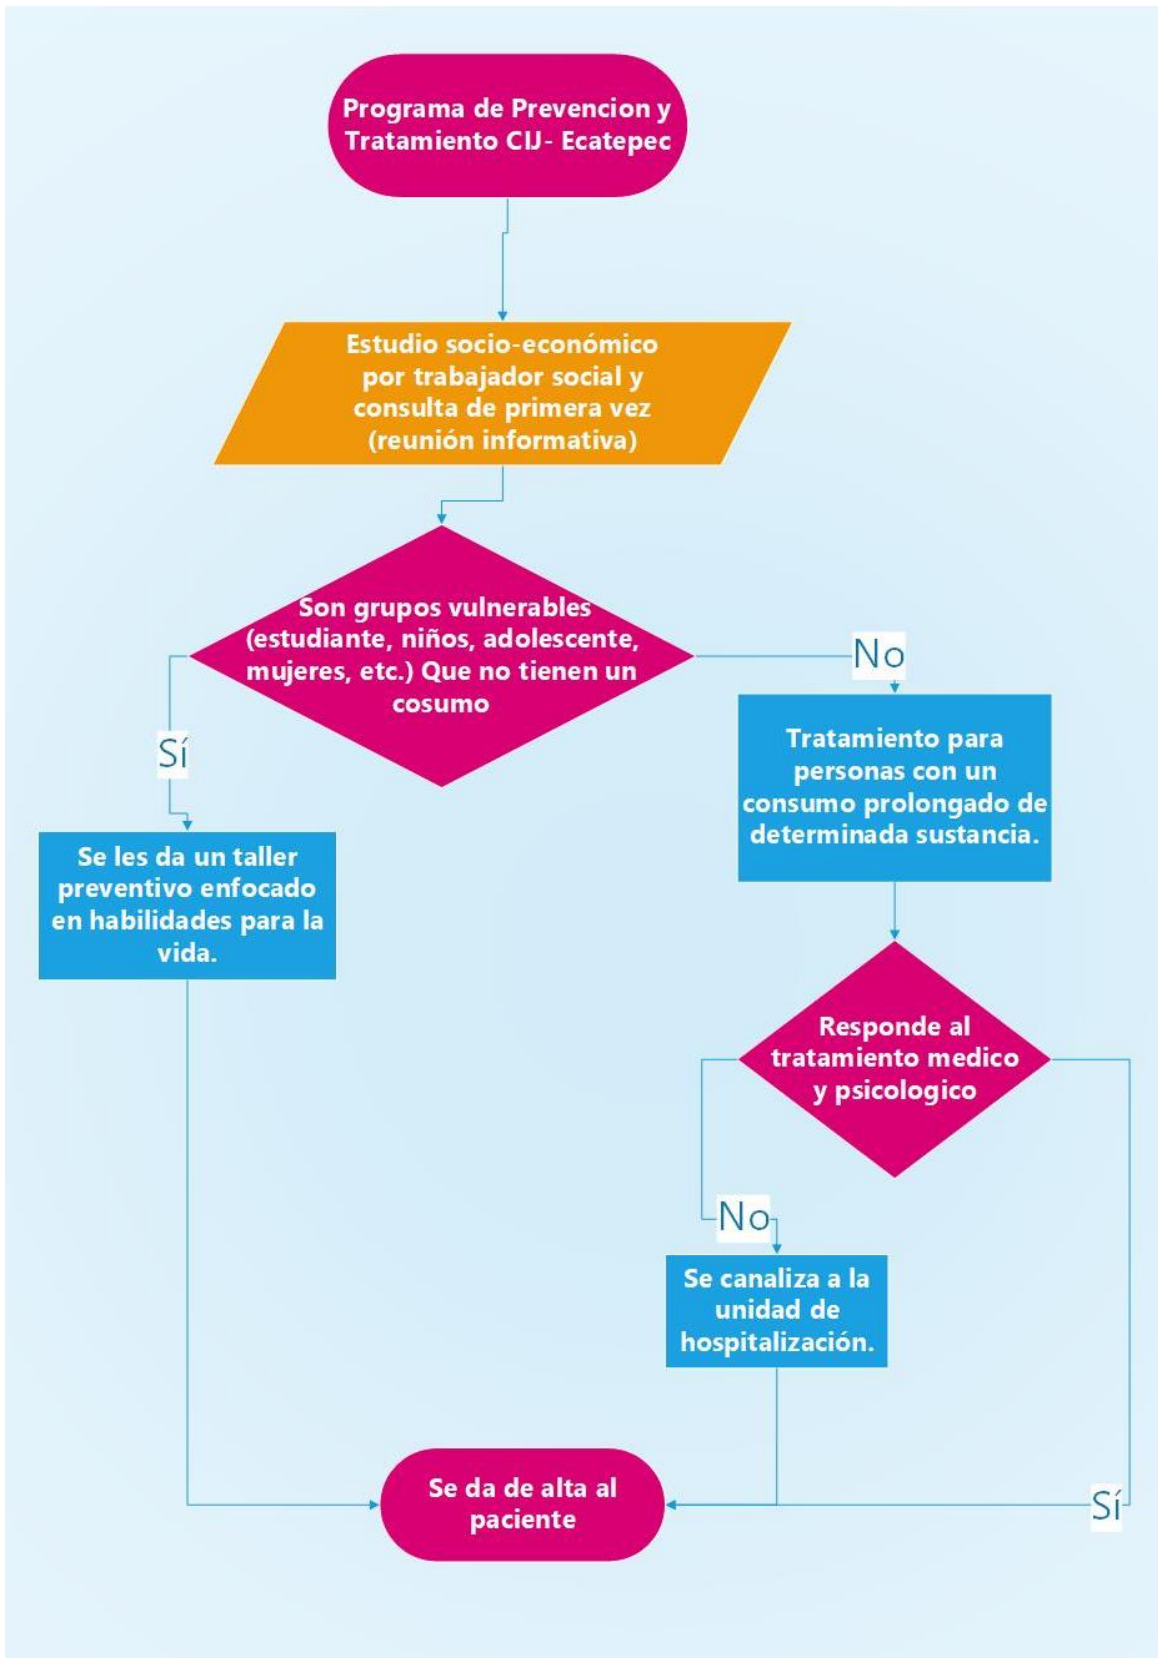 Programa de Prevencion y
Tratamiento CIJ- Ecatepec
Estudio socio-económico
por trabajador social y
consulta de primera vez
(reunión informativa)
Son grupos vulnerables
(estudiante, niños, adolescente,
mujeres, etc.) Que no tienen un
cosumo
No
Sí
Tratamiento para
personas con un
consumo prolongado de
determinada sustancia.
Se les da un taller
preventivo enfocado
en habilidades para la
vida.
Responde al
tratamiento medico
y psicologico
No
Se canaliza a la
unidad de
hospitalización.
Se da de alta al
paciente
Sí